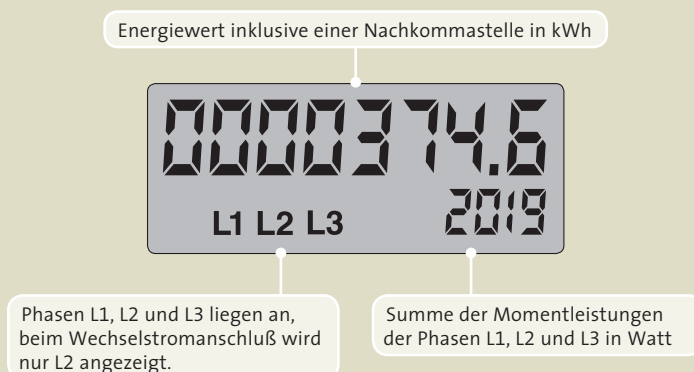 Energiewert inklusive einer Nachkommastelle in kWh
0000374.6
L1 L2 L3 2019
Phasen L1, L2 und L3 liegen an,
beim Wechselstromanschluß wird
nur L2 angezeigt.
Summe der Momentleistungen
der Phasen L1, L2 und L3 in Watt